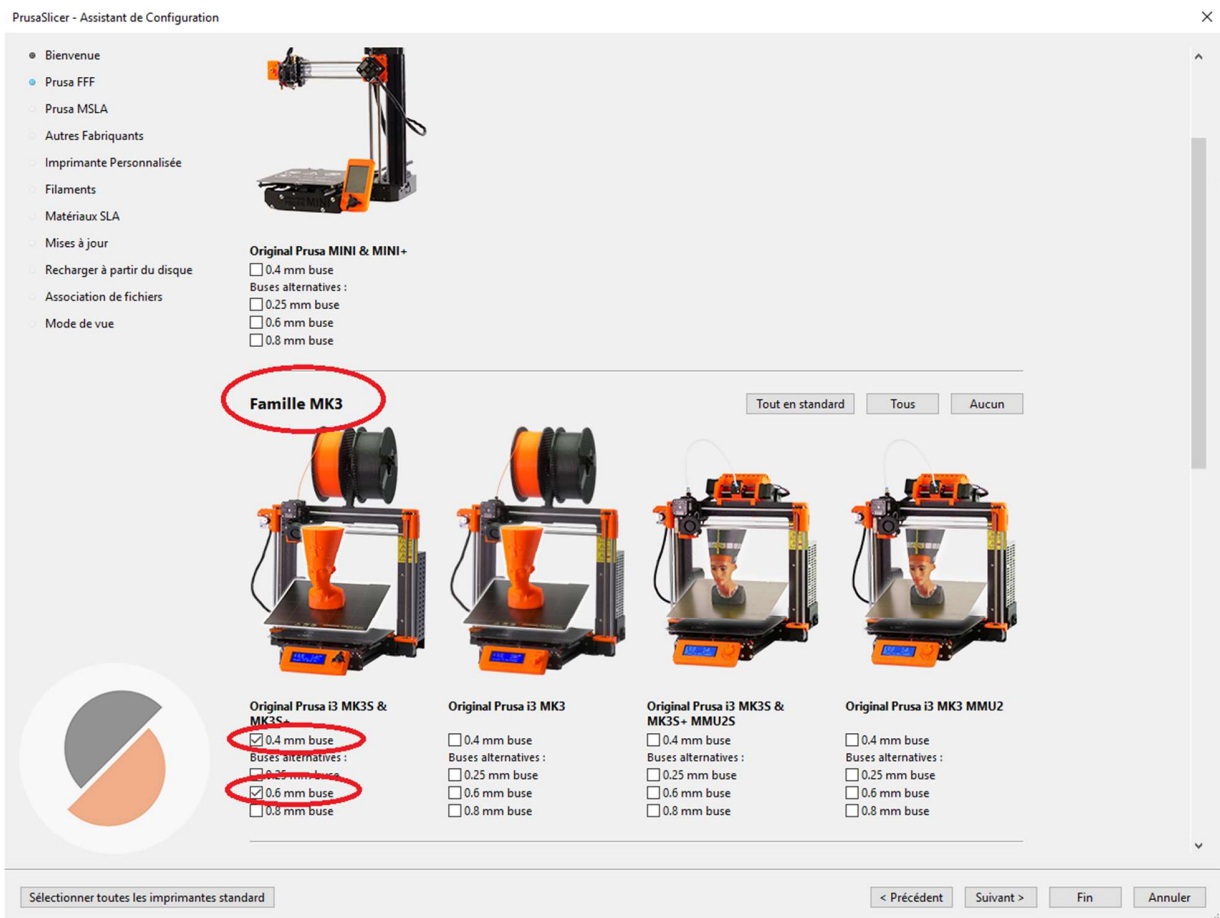 PrusaSlicer - Assistant de Configuration
Bienvenue
Prusa FFF
Prusa MSLA
Autres Fabriquants
Imprimante Personnalisée
Filaments
Matériaux SLA
Mises à jour
Recharger à partir du disque
Association de fichiers
Mode de vue
MINI
Original Prusa MINI & MINI+
0.4 mm buse
Buses alternatives :
0.25 mm buse
0.6 mm buse
0.8 mm buse
Famille MK3
Tout en standard
Tous
Aucun
Original Prusa i3 MK3S &
MK3S+
0.4 mm buse
Buses alternatives :
0.25 mm buse
0.6 mm buse
0.8 mm buse
Original Prusa i3 MK3
0.4 mm buse
Buses alternatives :
0.25 mm buse
0.6 mm buse
0.8 mm buse
Original Prusa i3 MK3S &
MK3S+ MMU2S
0.4 mm buse
Buses alternatives :
0.25 mm buse
0.6 mm buse
0.8 mm buse
Original Prusa i3 MK3 MMU2
0.4 mm buse
Buses alternatives :
0.25 mm buse
0.6 mm buse
0.8 mm buse
Sélectionner toutes les imprimantes standard
< Précédent
Suivant >
Fin
Annuler